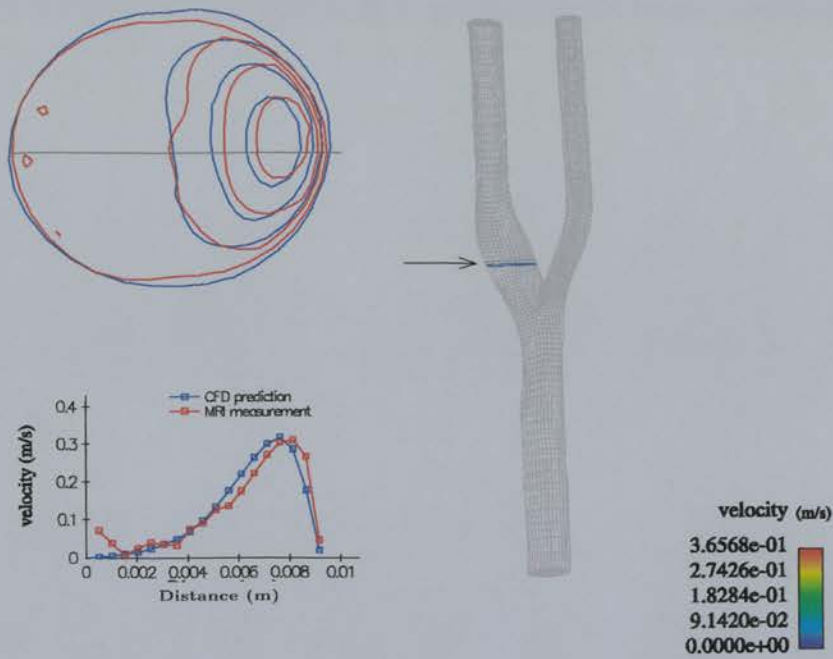 CFD prediction
MRI measurement
velocity (m/s)
0.4
0.3
0.2
0.1
0
0 0.002 0.004 0.006 0.008 0.01
Distance (m)
velocity (m/s)
3.6568e-01
2.7426e-01
1.8284e-01
9.1420e-02
0.0000e+00